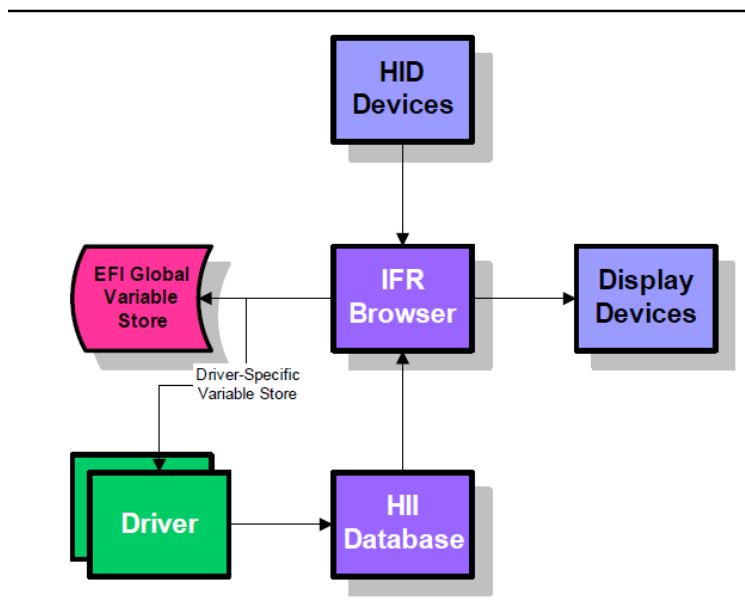 HID
Devices
EFI Global
Variable
Store
IFR
Browser
Display
Devices
Driver-Specific
Variable Store
Driver
HII
Database